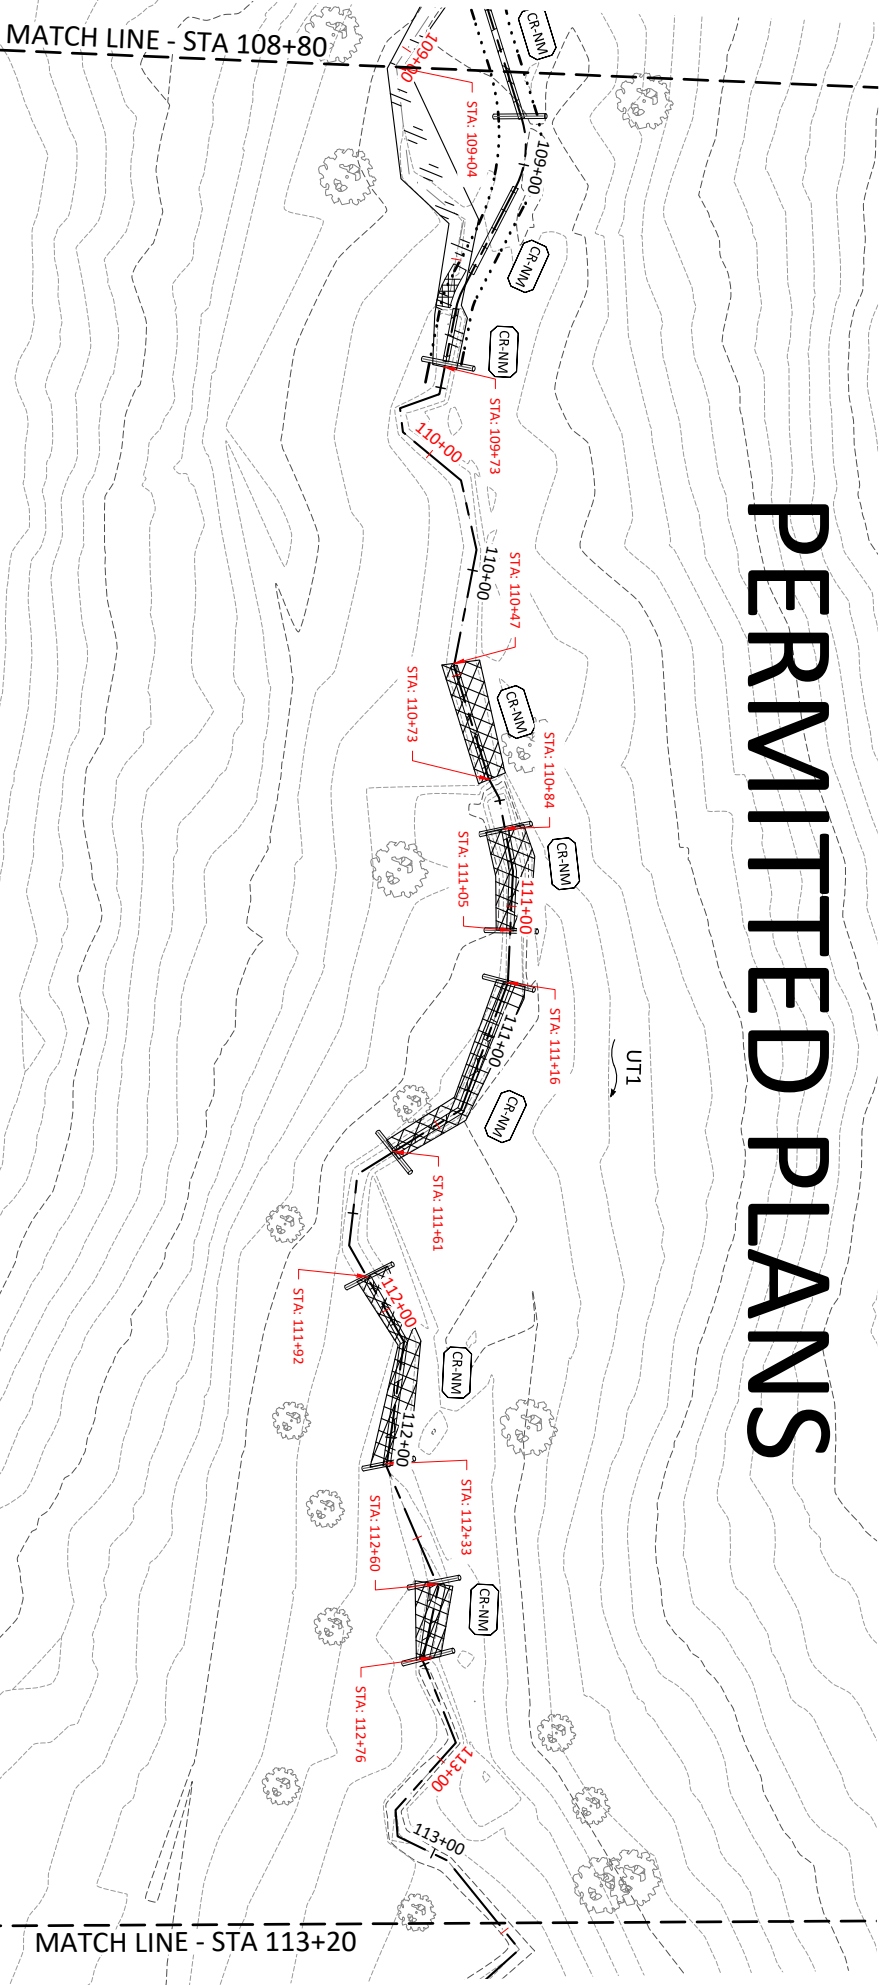 MATCH LINE - STA 108+80
CR-NM
109+00
STA: 109+04
109+00
CR-NM
CR-NM
STA: 109+73
110+00
110+00
STA: 110+47
STA: 110+73
CR-NM
STA: 110+84
STA: 111+05
CR-NM
111+00
STA: 111+16
111+00
UT1
CR-NM
STA: 111+61
STA: 111+92
112+00
CR-NM
112+00
STA: 112+33
STA: 112+60
CR-NM
STA: 112+76
113+00
113+00
MATCH LINE - STA 113+20
PERMITTED PLANS